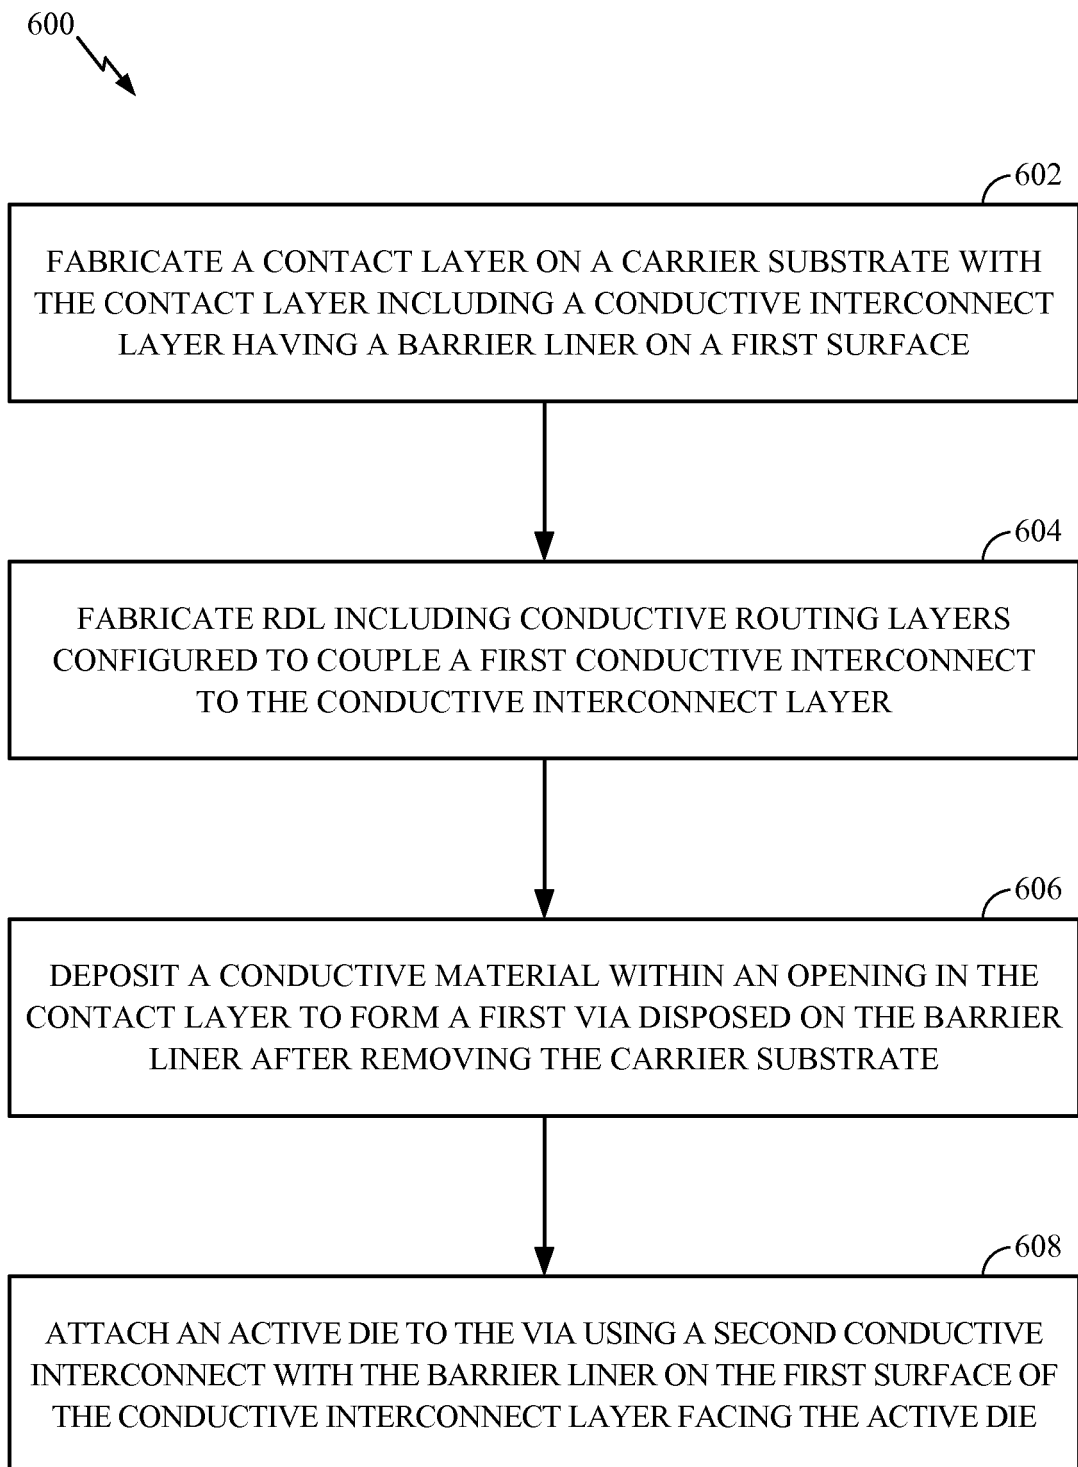 600
602
FABRICATE A CONTACT LAYER ON A CARRIER SUBSTRATE WITH
THE CONTACT LAYER INCLUDING A CONDUCTIVE INTERCONNECT
LAYER HAVING A BARRIER LINER ON A FIRST SURFACE
604
FABRICATE RDL INCLUDING CONDUCTIVE ROUTING LAYERS
CONFIGURED TO COUPLE A FIRST CONDUCTIVE INTERCONNECT
TO THE CONDUCTIVE INTERCONNECT LAYER
606
DEPOSIT A CONDUCTIVE MATERIAL WITHIN AN OPENING IN THE
CONTACT LAYER TO FORM A FIRST VIA DISPOSED ON THE BARRIER
LINER AFTER REMOVING THE CARRIER SUBSTRATE
608
ATTACH AN ACTIVE DIE TO THE VIA USING A SECOND CONDUCTIVE
INTERCONNECT WITH THE BARRIER LINER ON THE FIRST SURFACE OF
THE CONDUCTIVE INTERCONNECT LAYER FACING THE ACTIVE DIE